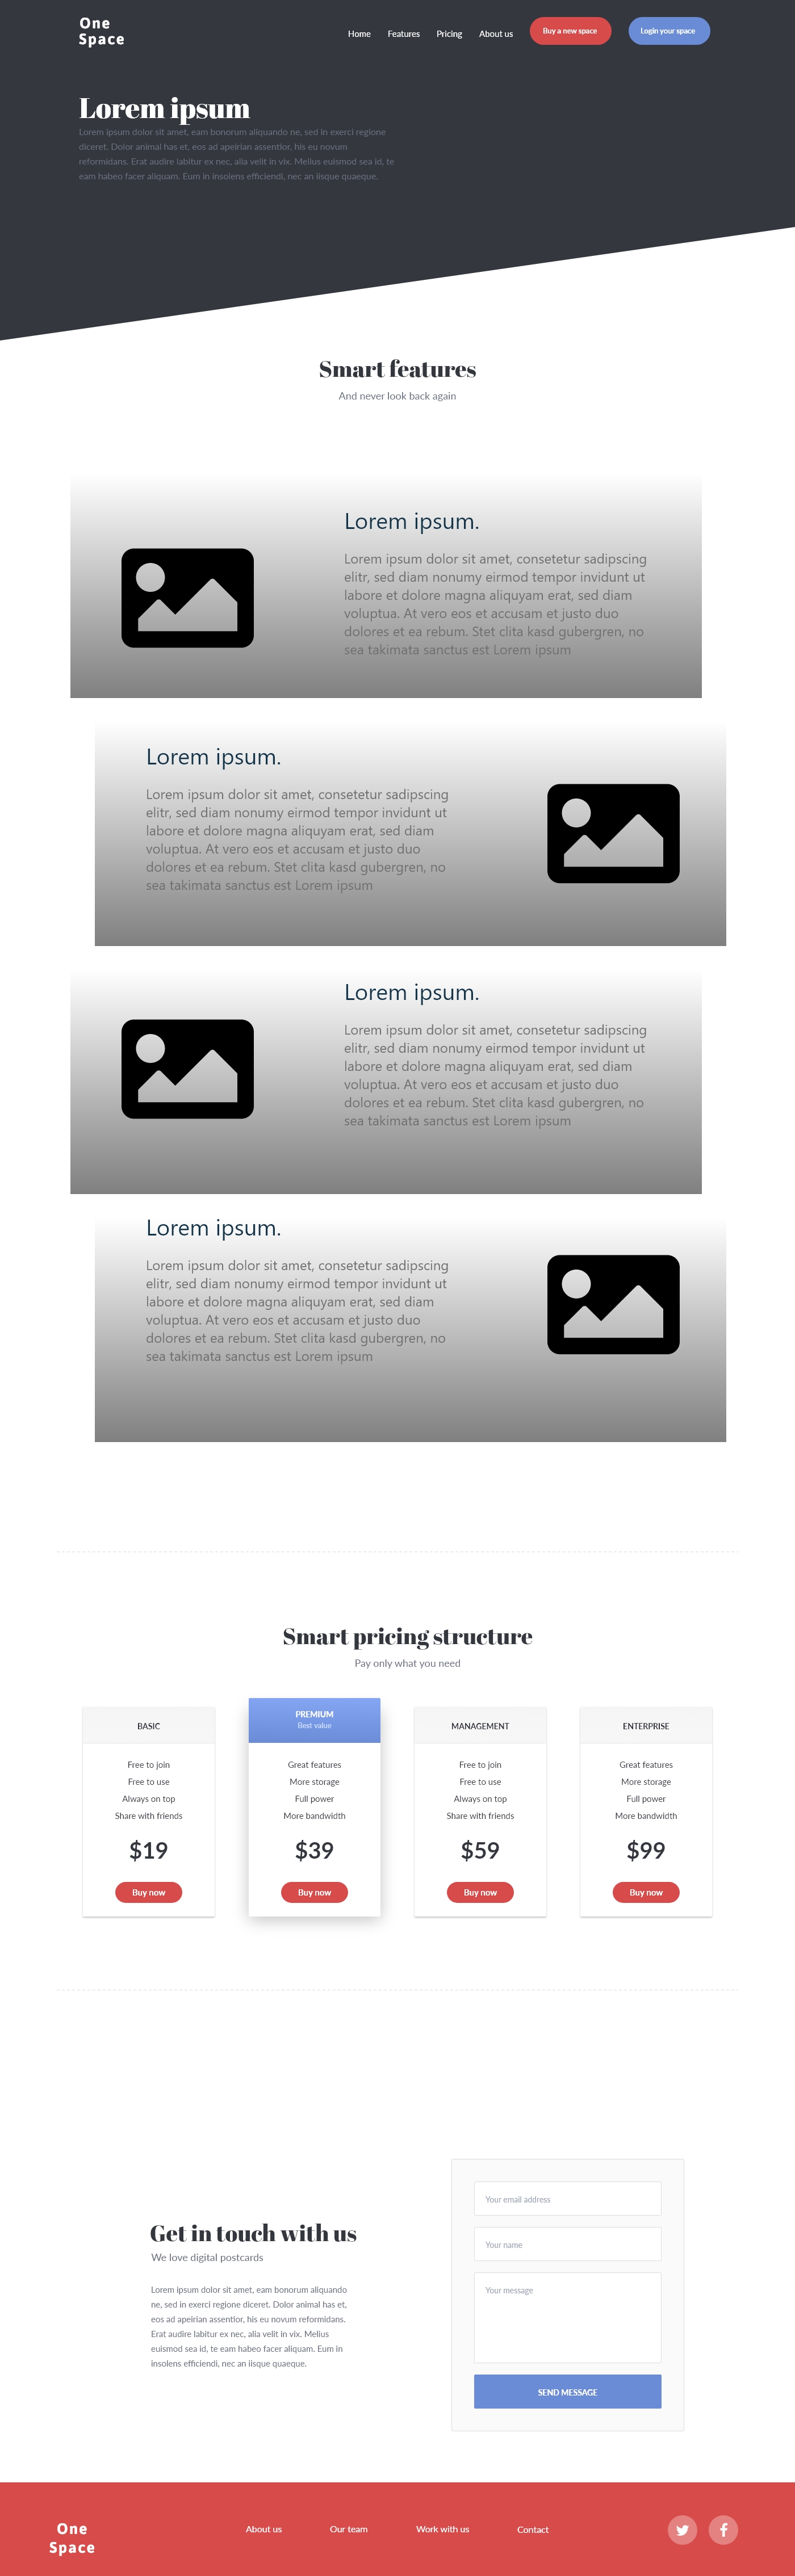 One
Space
Home Features Pricing About us Buy a new space Login your space
Lorem ipsum
Lorem ipsum dolor sit amet, eam bonorum aliquando ne, sed in exerci regione
diceret. Dolor animal has et, eos ad apeirian assentior, his eu novum
reformidans. Erat audire labitur ex nec, alia velit in vix. Melius euismod sea id, te
eam habeo facer aliquam. Eum in insolens efficiendi, nec an iisque quaeque.
Smart features
And never look back again
Lorem ipsum.
Lorem ipsum dolor sit amet, consetetur sadipscing
elitr, sed diam nonumy eirmod tempor invidunt ut
labore et dolore magna aliquyam erat, sed diam
voluptua. At vero eos et accusam et justo duo
dolores et ea rebum. Stet clita kasd gubergren, no
sea takimata sanctus est Lorem ipsum
Lorem ipsum.
Lorem ipsum dolor sit amet, consetetur sadipscing
elitr, sed diam nonumy eirmod tempor invidunt ut
labore et dolore magna aliquyam erat, sed diam
voluptua. At vero eos et accusam et justo duo
dolores et ea rebum. Stet clita kasd gubergren, no
sea takimata sanctus est Lorem ipsum
Lorem ipsum.
Lorem ipsum dolor sit amet, consetetur sadipscing
elitr, sed diam nonumy eirmod tempor invidunt ut
labore et dolore magna aliquyam erat, sed diam
voluptua. At vero eos et accusam et justo duo
dolores et ea rebum. Stet clita kasd gubergren, no
sea takimata sanctus est Lorem ipsum
Lorem ipsum.
Lorem ipsum dolor sit amet, consetetur sadipscing
elitr, sed diam nonumy eirmod tempor invidunt ut
labore et dolore magna aliquyam erat, sed diam
voluptua. At vero eos et accusam et justo duo
dolores et ea rebum. Stet clita kasd gubergren, no
sea takimata sanctus est Lorem ipsum
Smart pricing structure
Pay only what you need
BASIC
Free to join
Free to use
Always on top
Share with friends
$19
Buy now
PREMIUM
Best value
Great features
More storage
Full power
More bandwidth
$39
Buy now
MANAGEMENT
Free to join
Free to use
Always on top
Share with friends
$59
Buy now
ENTERPRISE
Great features
More storage
Full power
More bandwidth
$99
Buy now
Get in touch with us
We love digital postcards
Lorem ipsum dolor sit amet, eam bonorum aliquando
ne, sed in exerci regione diceret. Dolor animal has et,
eos ad apeirian assentior, his eu novum reformidans.
Erat audire labitur ex nec, alia velit in vix. Melius
euismod sea id, te eam habeo facer aliquam. Eum in
insolens efficiendi, nec an iisque quaeque.
Your email address
Your name
Your message
SEND MESSAGE
One
Space
About us Our team Work with us Contact